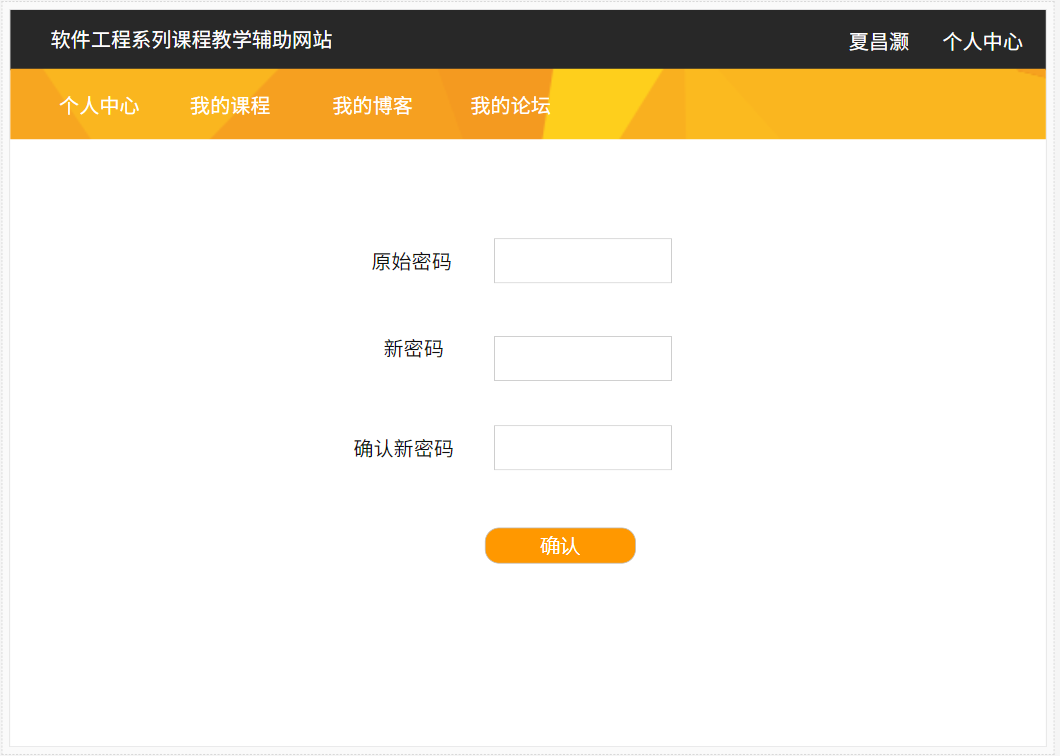 软件工程系列课程教学辅助网站 夏昌灏 个人中心
个人中心 我的课程 我的博客 我的论坛
原始密码
新密码
确认新密码
确认